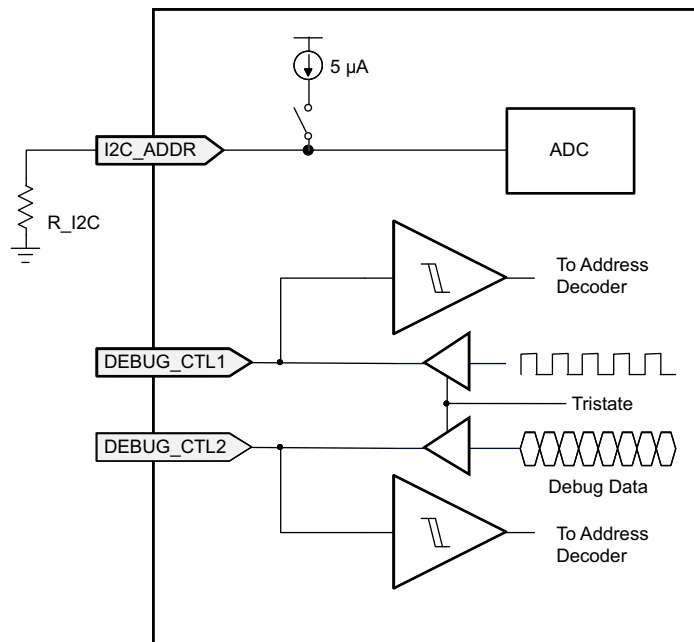 5 µA
I2C_ADDR
ADC
R_I2C
To Address
Decoder
DEBUG_CTL1
Tristate
DEBUG_CTL2
Debug Data
To Address
Decoder